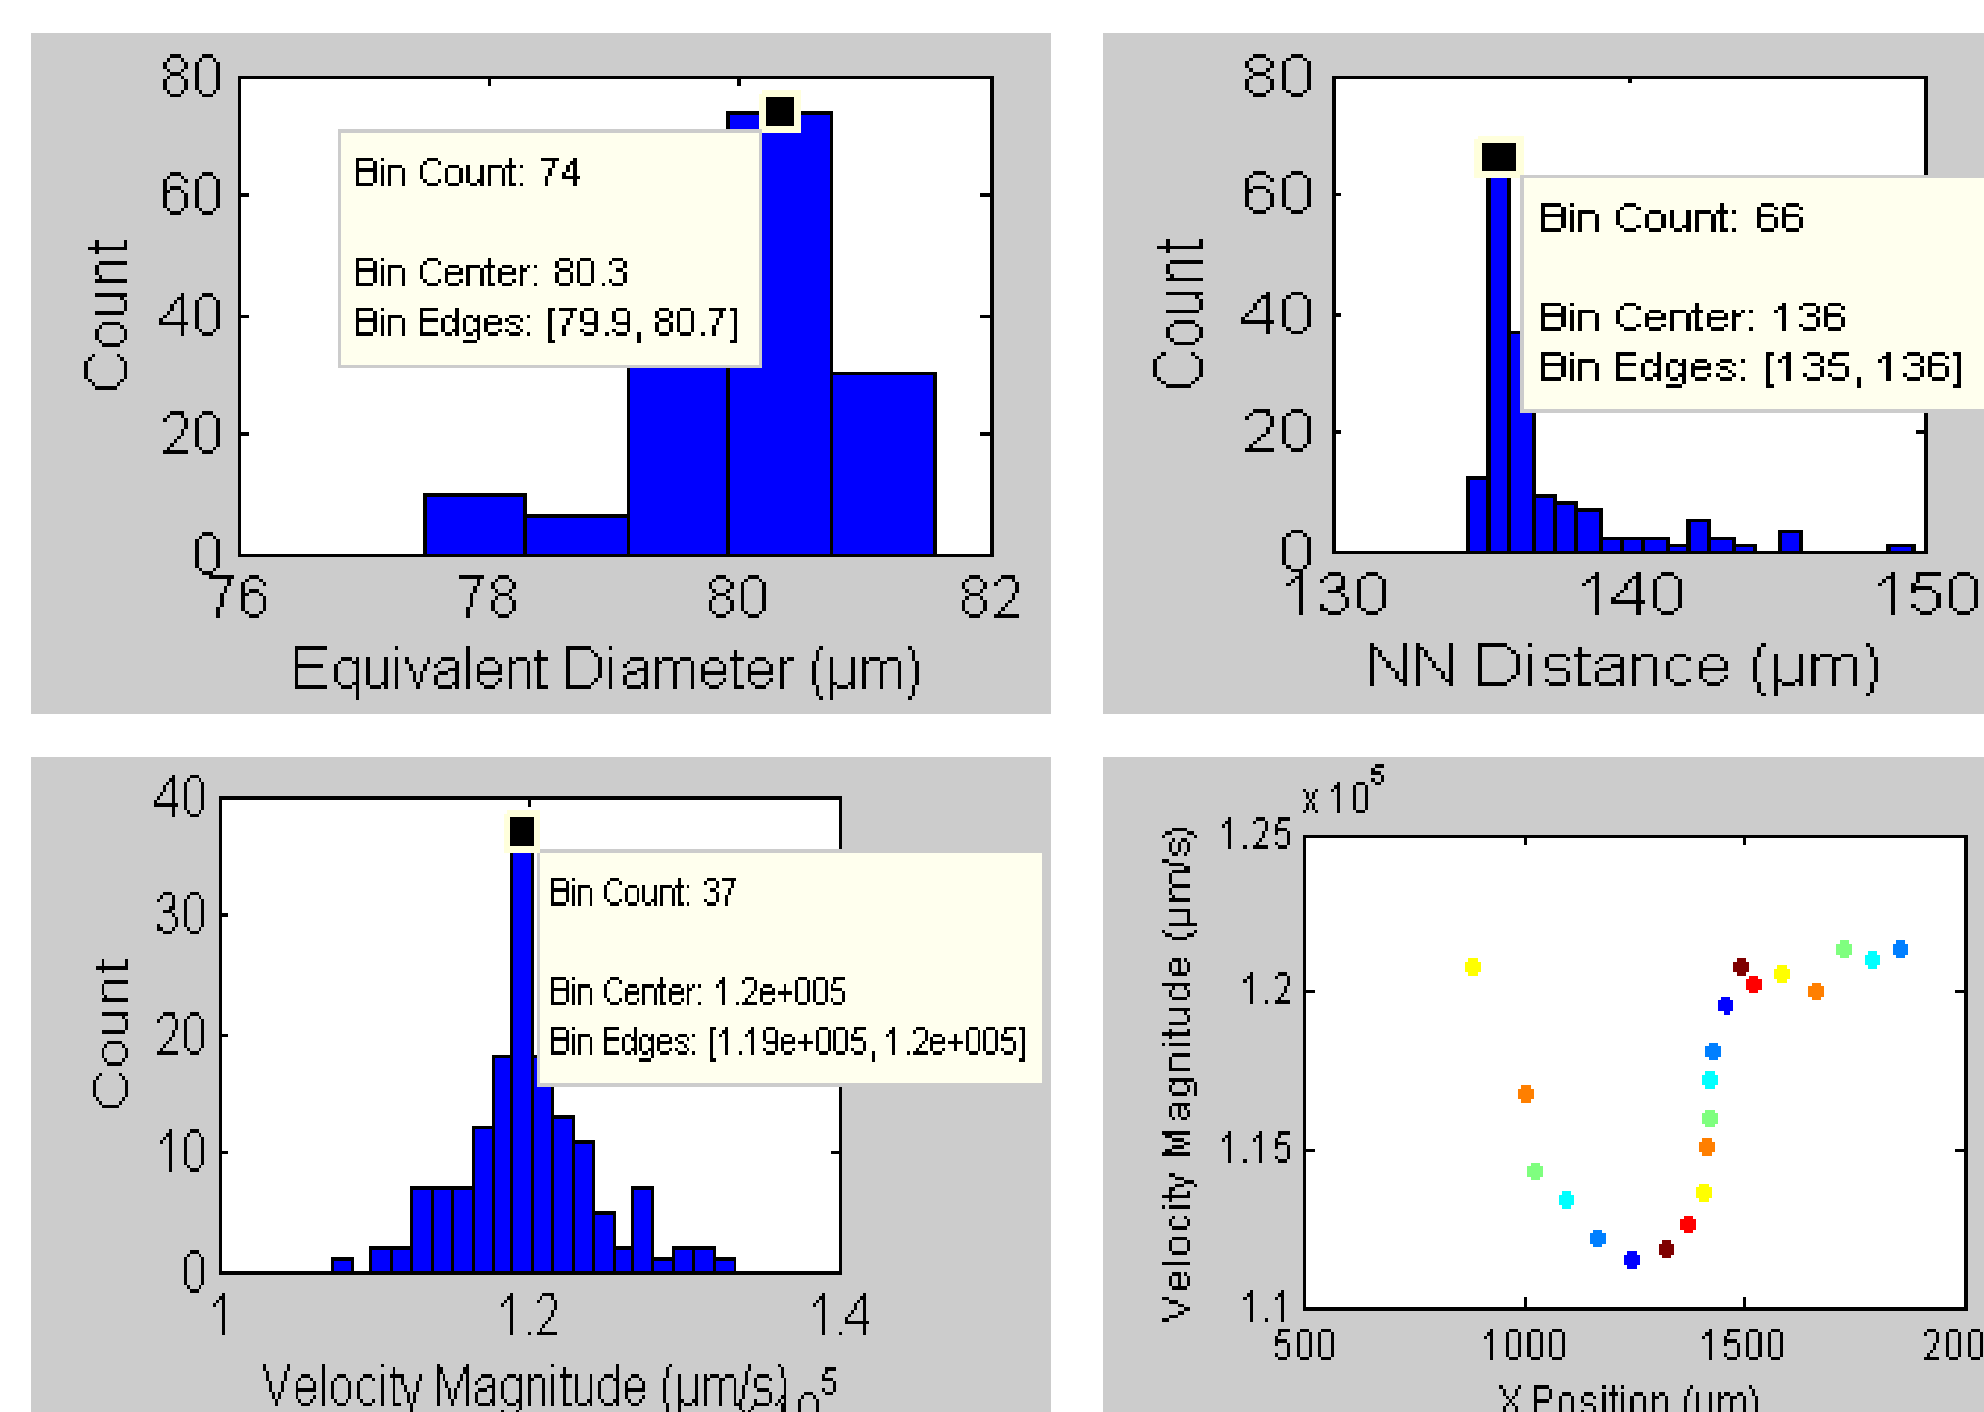 80
60
40
20
0
Count
Bin Count: 74
Bin Center: 80.3
Bin Edges: [79.9, 80.7]
76 78 80 82
Equivalent Diameter (µm)
80
60
40
20
0
Count
Bin Count: 66
Bin Center: 136
Bin Edges: [135, 136]
130 140 150
NN Distance (µm)
40
30
20
10
0
Count
Bin Count: 37
Bin Center: 1.2e+005
Bin Edges: [1.19e+005, 1.2e+005]
1 1.2 1.4
Velocity Magnitude (µm/s)
x 10⁵
1.25
1.2
1.15
1.1
Velocity Magnitude (µm/s)
500 1000 1500 200
X Position (µm)